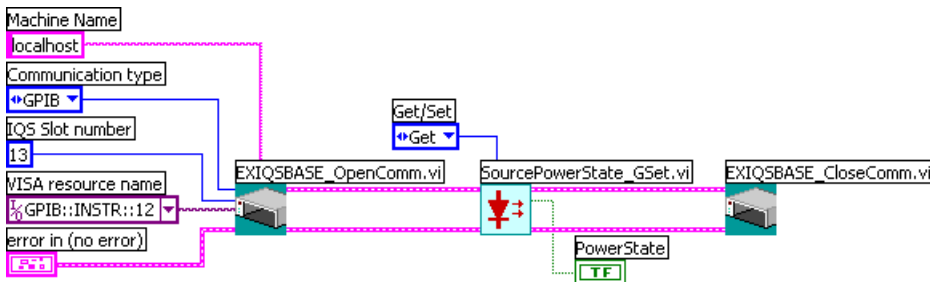 Machine Name
localhost
Communication type
GPIB
IQS Slot number
13
VISA resource name
GPIB::INSTR::12
error in (no error)
EXIQSBASE_OpenComm.vi
Get/Set
Get
SourcePowerState_GSet.vi
PowerState
TF
EXIQSBASE_CloseComm.vi